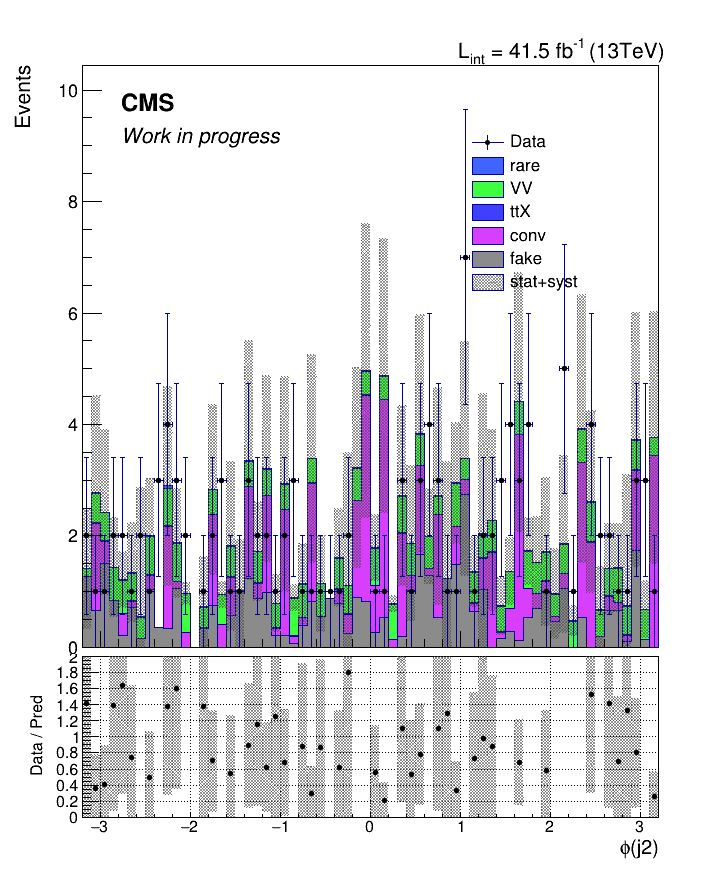 L_int = 41.5 fb^-1 (13TeV)
Events
CMS
Work in progress
Data
rare
VV
ttX
conv
fake
stat+syst
10
8
6
4
2
0
Data / Pred
2
1.8
1.6
1.4
1.2
1
0.8
0.6
0.4
0.2
0
−3 −2 −1 0 1 2 3
ϕ(j2)